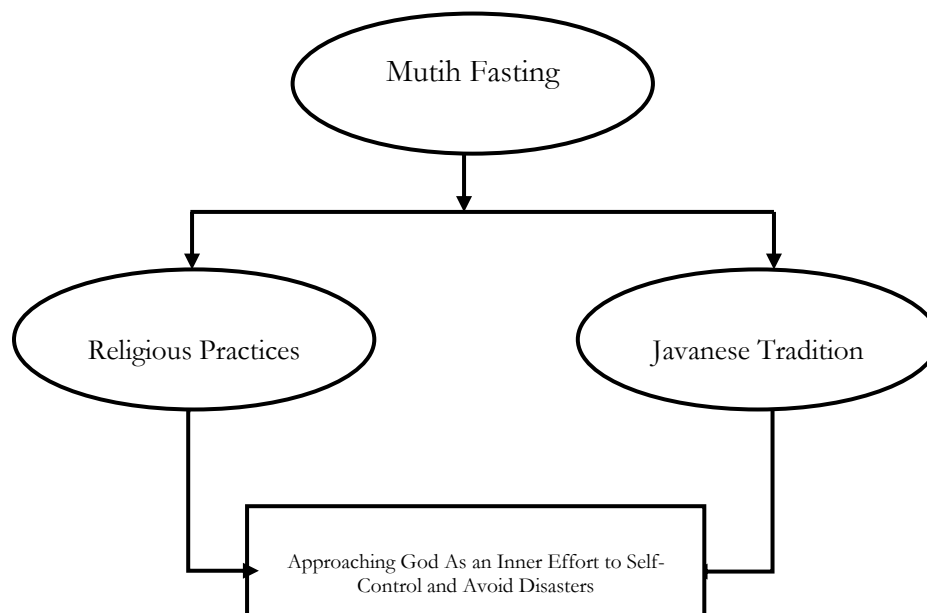 Mutih Fasting
Religious Practices
Javanese Tradition
Approaching God As an Inner Effort to Self-
Control and Avoid Disasters